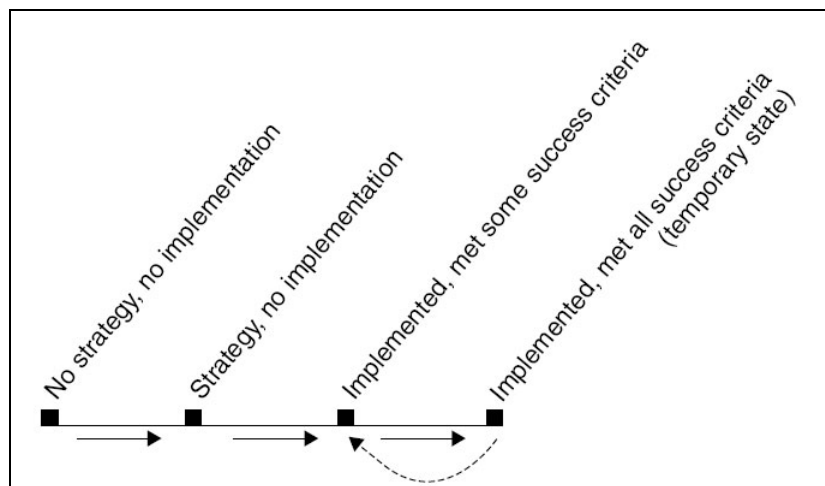 No strategy, no implementation
Strategy, no implementation
Implemented, met some success criteria
Implemented, met all success criteria
(temporary state)